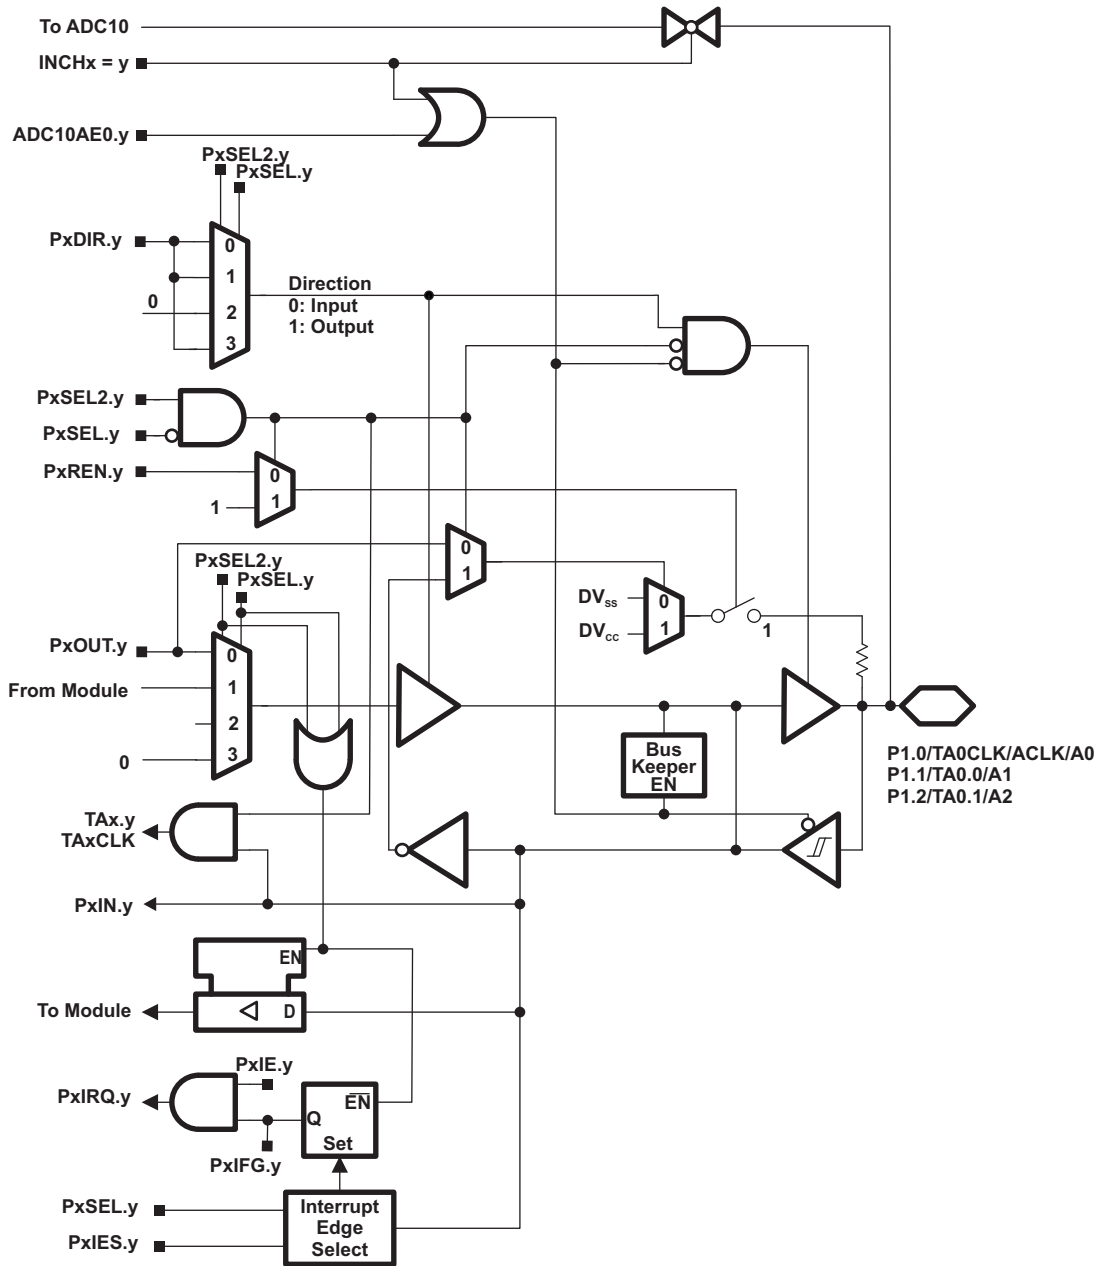 To ADC10
INCHx = y
ADC10AE0.y
PxSEL2.y
PxSEL.y
PxDIR.y
0
1
0
2
3
Direction
0: Input
1: Output
PxSEL2.y
PxSEL.y
PxREN.y
0
1
1
PxSEL2.y
PxSEL.y
0
1
DVss
DVcc
0
1
1
PxOUT.y
From Module
0
0
1
2
3
Bus
Keeper
EN
P1.0/TA0CLK/ACLK/A0
P1.1/TA0.0/A1
P1.2/TA0.1/A2
TAx.y
TAxCLK
PxIN.y
EN
To Module
D
PxIE.y
PxIRQ.y
EN
Q
Set
PxIFG.y
PxSEL.y
PxIES.y
Interrupt
Edge
Select